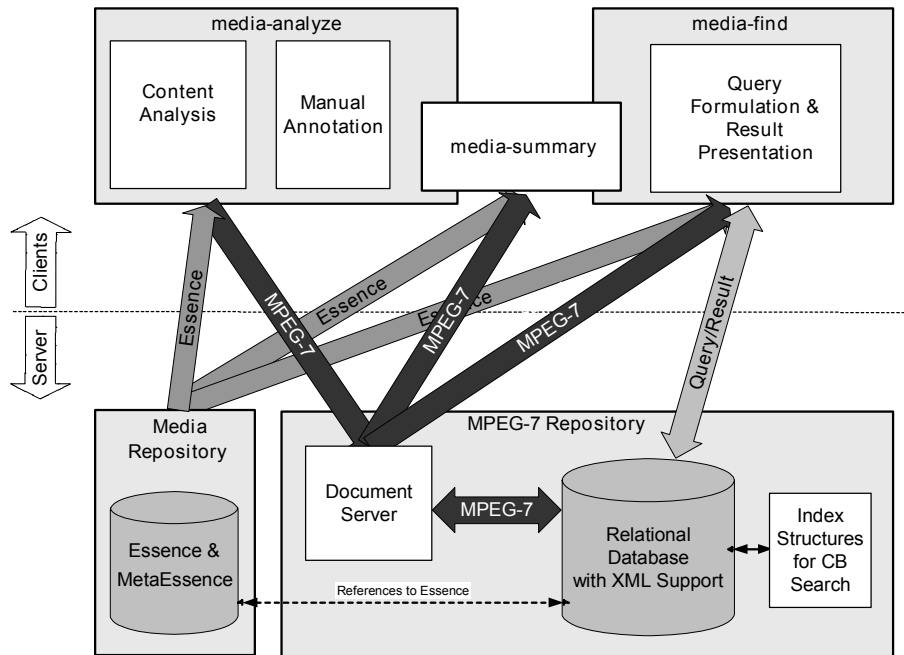 media-analyze
media-find
Content
Analysis
Manual
Annotation
media-summary
Query
Formulation &
Result
Presentation
Clients
Server
Essence
MPEG-7
Essence
MPEG-7
Essence
MPEG-7
Query/Result
Media
Repository
MPEG-7 Repository
Document
Server
MPEG-7
Essence &
MetaEssence
Relational
Database
with XML Support
Index
Structures
for CB
Search
References to Essence